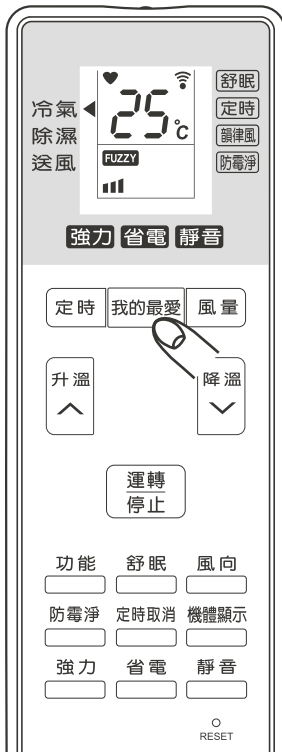 舒眠
冷氣 25℃ 定時
除濕 韻律風
送風 FUZZY 防霉淨
強力 省電 靜音
定時 我的最愛 風量
升溫 降溫
運轉
停止
功能 舒眠 風向
防霉淨 定時取消 機體顯示
強力 省電 靜音
RESET